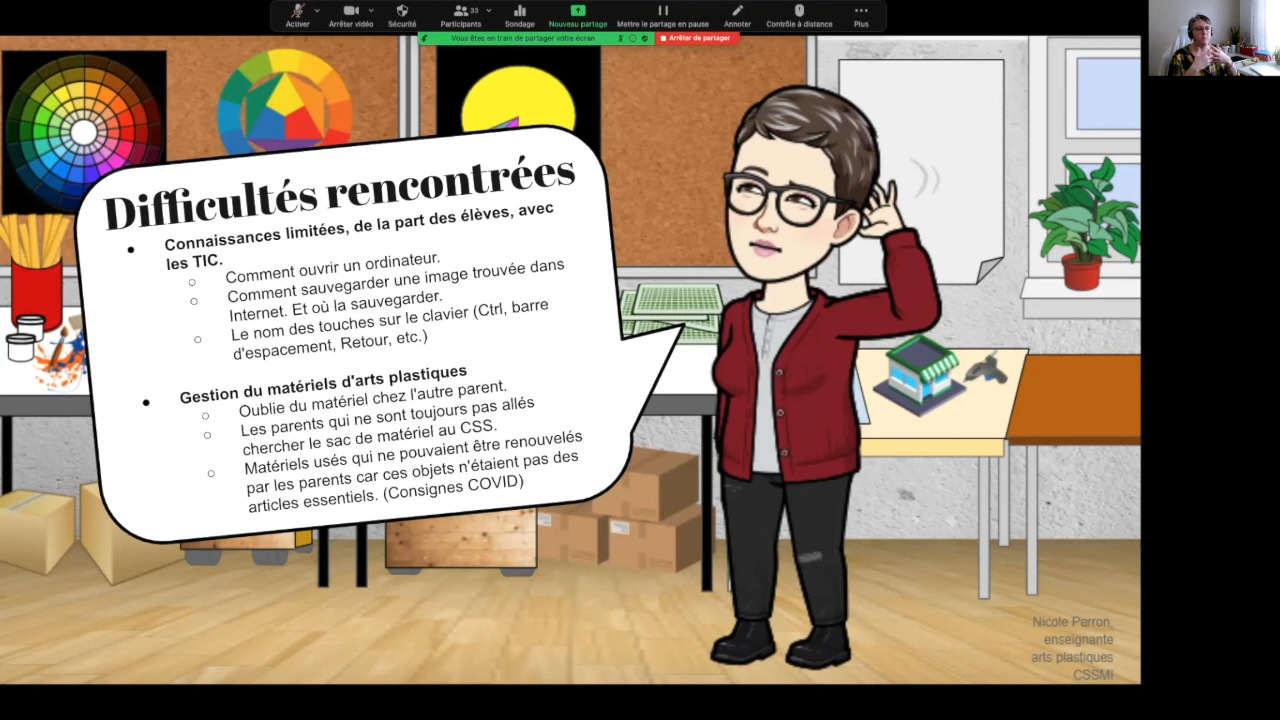 Activer
Arrêter vidéo
Sécurité
Participants
33
Sondage
Nouveau partage
Mettre le partage en pause
Annoter
Contrôle à distance
Plus
Vous êtes en train de partager votre écran
Arrêter de partager
Difficultés rencontrées
Connaissances limitées, de la part des élèves, avec
les TIC.
Comment ouvrir un ordinateur.
Comment sauvegarder une image trouvée dans
Internet. Et où la sauvegarder.
Le nom des touches sur le clavier (Ctrl, barre
d'espacement, Retour, etc.)
Gestion du matériels d'arts plastiques
Oublie du matériel chez l'autre parent.
Les parents qui ne sont toujours pas allés
chercher le sac de matériel au CSS.
Matériels usés qui ne pouvaient être renouvelés
par les parents car ces objets n'étaient pas des
articles essentiels. (Consignes COVID)
Nicole Perron,
enseignante
arts plastiques
CSSMI